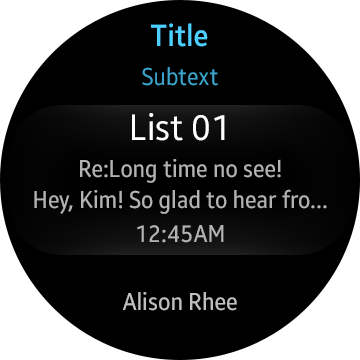 Title
Subtext
List 01
Re:Long time no see!
Hey, Kim! So glad to hear fro...
12:45AM
Alison Rhee